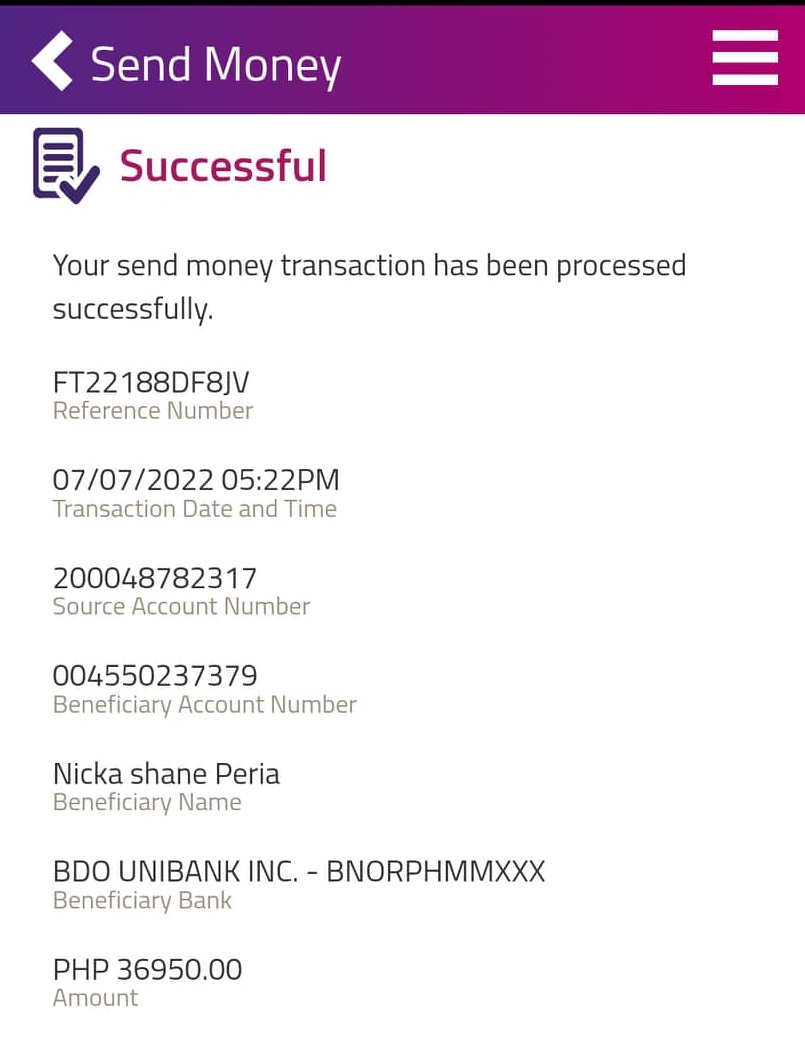 Send Money
Successful
Your send money transaction has been processed
successfully.
FT22188DF8JV
Reference Number
07/07/2022 05:22PM
Transaction Date and Time
200048782317
Source Account Number
004550237379
Beneficiary Account Number
Nicka shane Peria
Beneficiary Name
BDO UNIBANK INC. - BNORPHMMXXX
Beneficiary Bank
PHP 36950.00
Amount